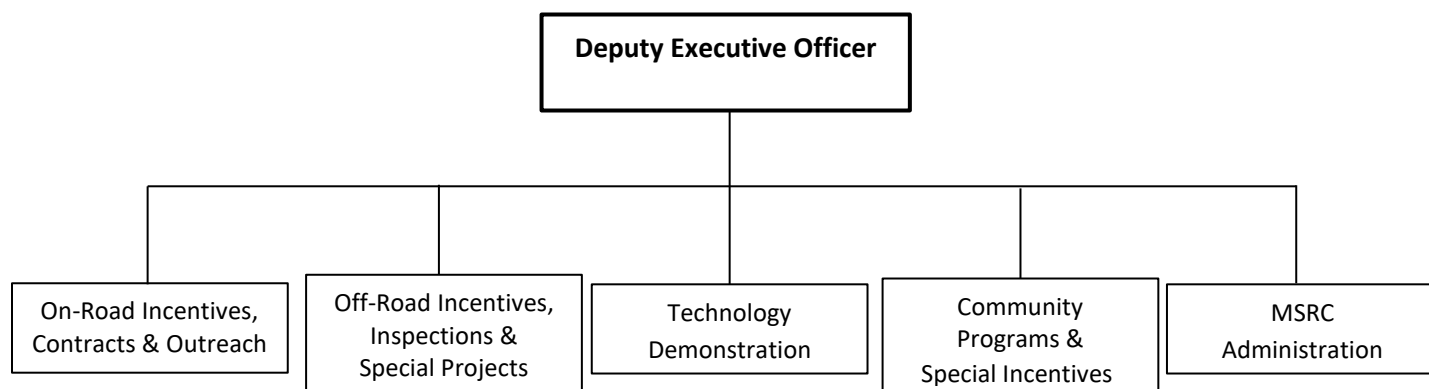 Deputy Executive Officer
On-Road Incentives,
Contracts & Outreach
Off-Road Incentives,
Inspections &
Special Projects
Technology
Demonstration
Community
Programs &
Special Incentives
MSRC
Administration